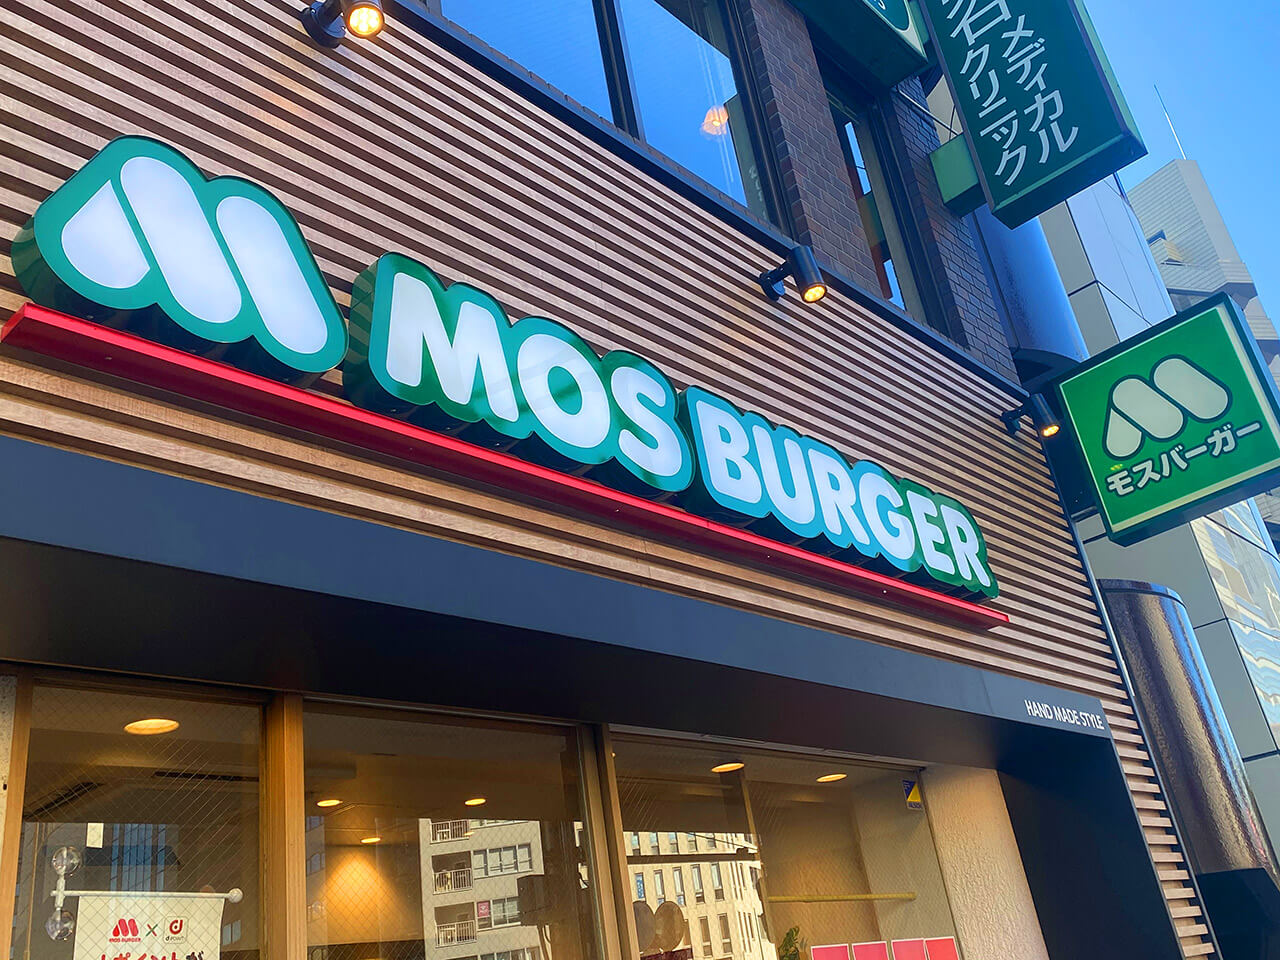 メディカル
クリニック
MOS BURGER
モスバーガー
HAND MADE STYLE
MOS BURGER × d POINT